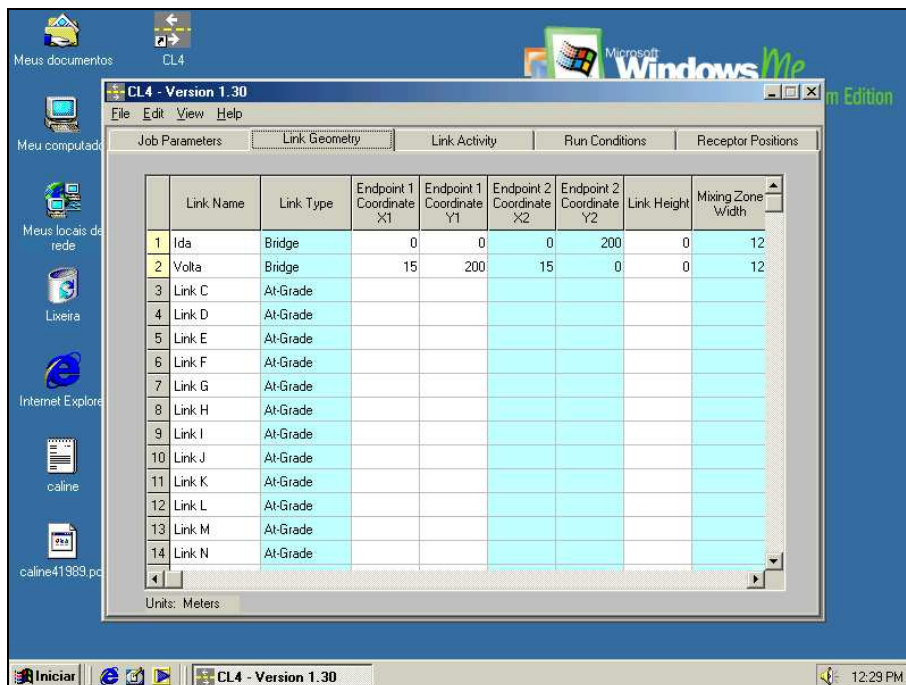 Meus documentos
CL4
Microsoft
Windows Me
m Edition
CL4 - Version 1.30
File Edit View Help
Meu computado
Job Parameters Link Geometry Link Activity Run Conditions Receptor Positions
Link Name Link Type Endpoint 1 Coordinate X1 Endpoint 1 Coordinate Y1 Endpoint 2 Coordinate X2 Endpoint 2 Coordinate Y2 Link Height Mixing Zone Width
1 Ida Bridge 0 0 0 200 0 12
2 Volta Bridge 15 200 15 0 0 12
3 Link C At-Grade
4 Link D At-Grade
5 Link E At-Grade
6 Link F At-Grade
7 Link G At-Grade
8 Link H At-Grade
9 Link I At-Grade
10 Link J At-Grade
11 Link K At-Grade
12 Link L At-Grade
13 Link M At-Grade
14 Link N At-Grade
Units: Meters
Meus locais de
rede
Lixeira
Internet Explore
caline
caline41989.pc
Iniciar
CL4 - Version 1.30
12:29 PM